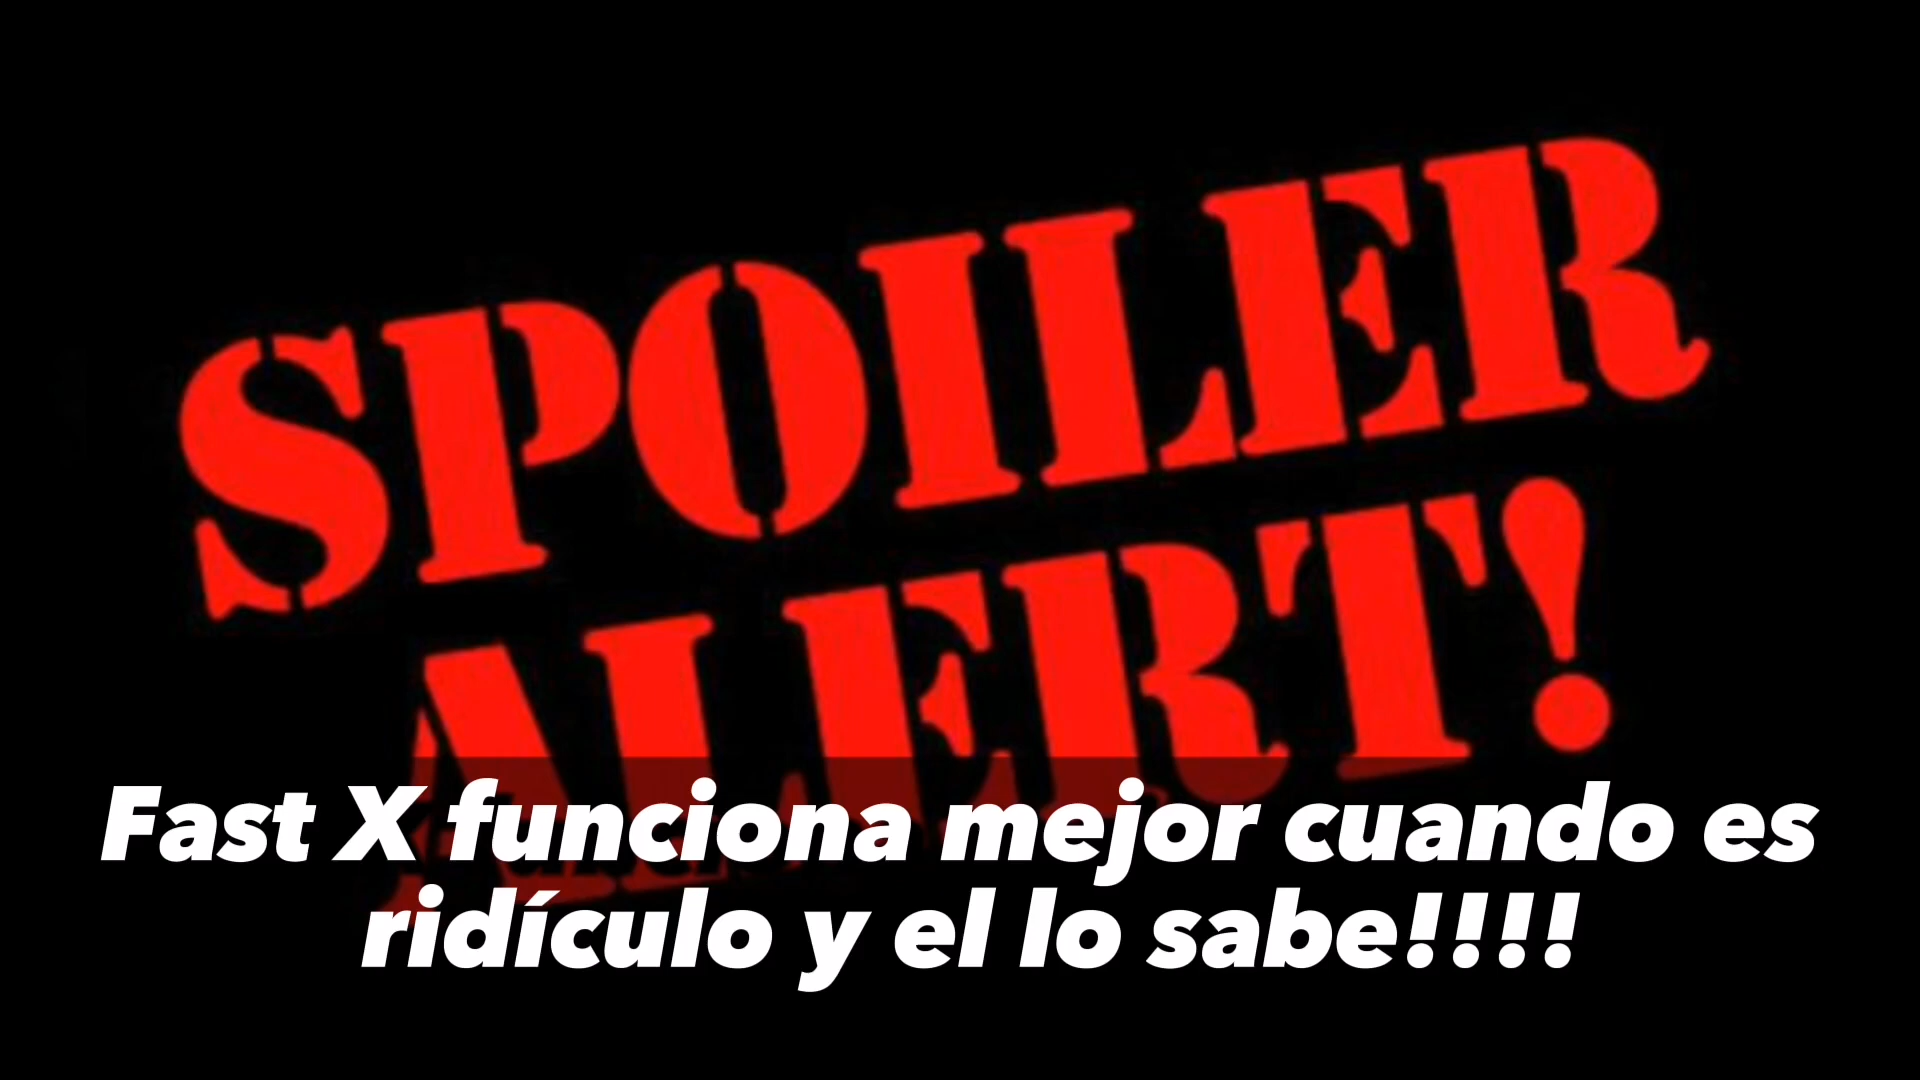 SPOILER
ALERT!
Fast X funciona mejor cuando es
ridículo y el lo sabe!!!!